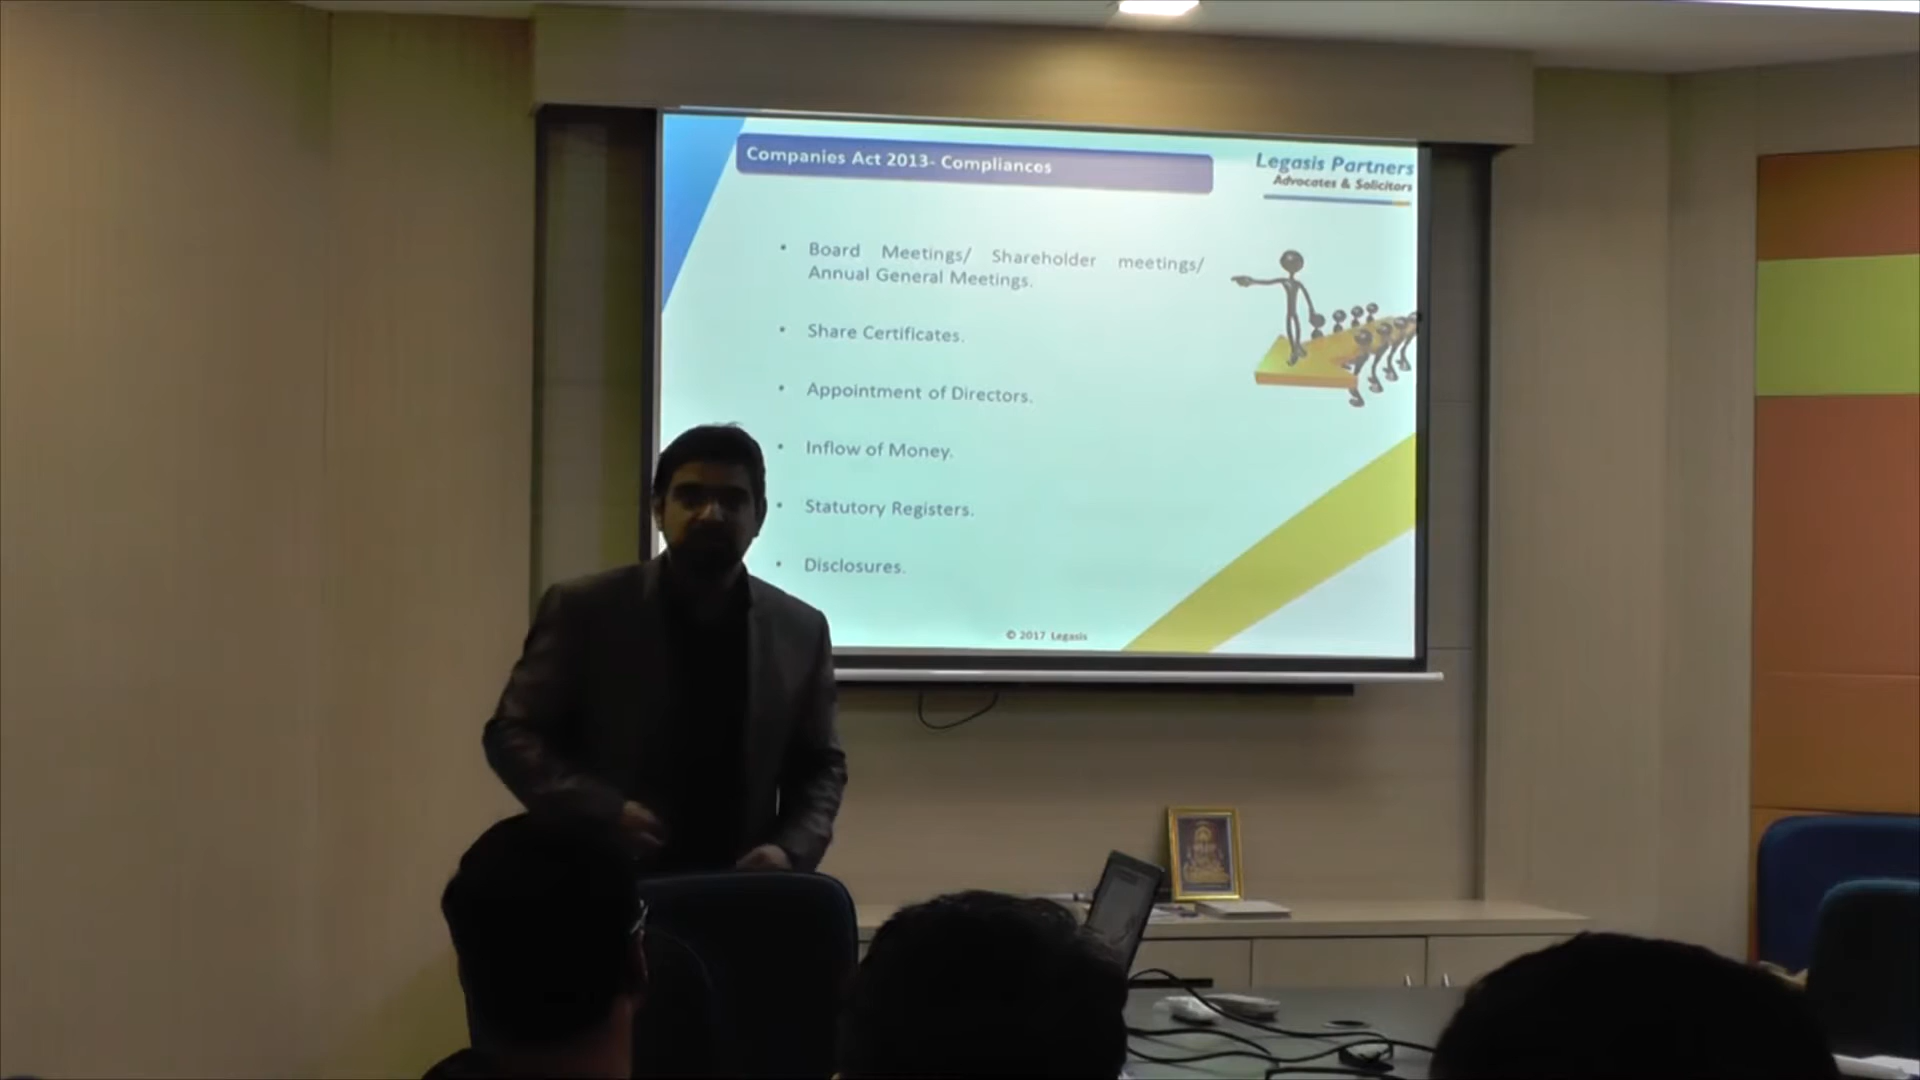 Companies Act 2013- Compliances
Legasis Partners
Advocates & Solicitors
• Board Meetings/ Shareholder meetings/
Annual General Meetings.
• Share Certificates.
• Appointment of Directors.
• Inflow of Money.
• Statutory Registers.
• Disclosures.
© 2017 Legasis